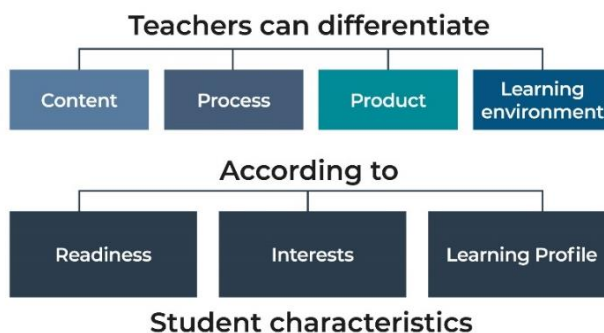 Teachers can differentiate
Content
Process
Product
Learning
environment
According to
Readiness
Interests
Learning Profile
Student characteristics